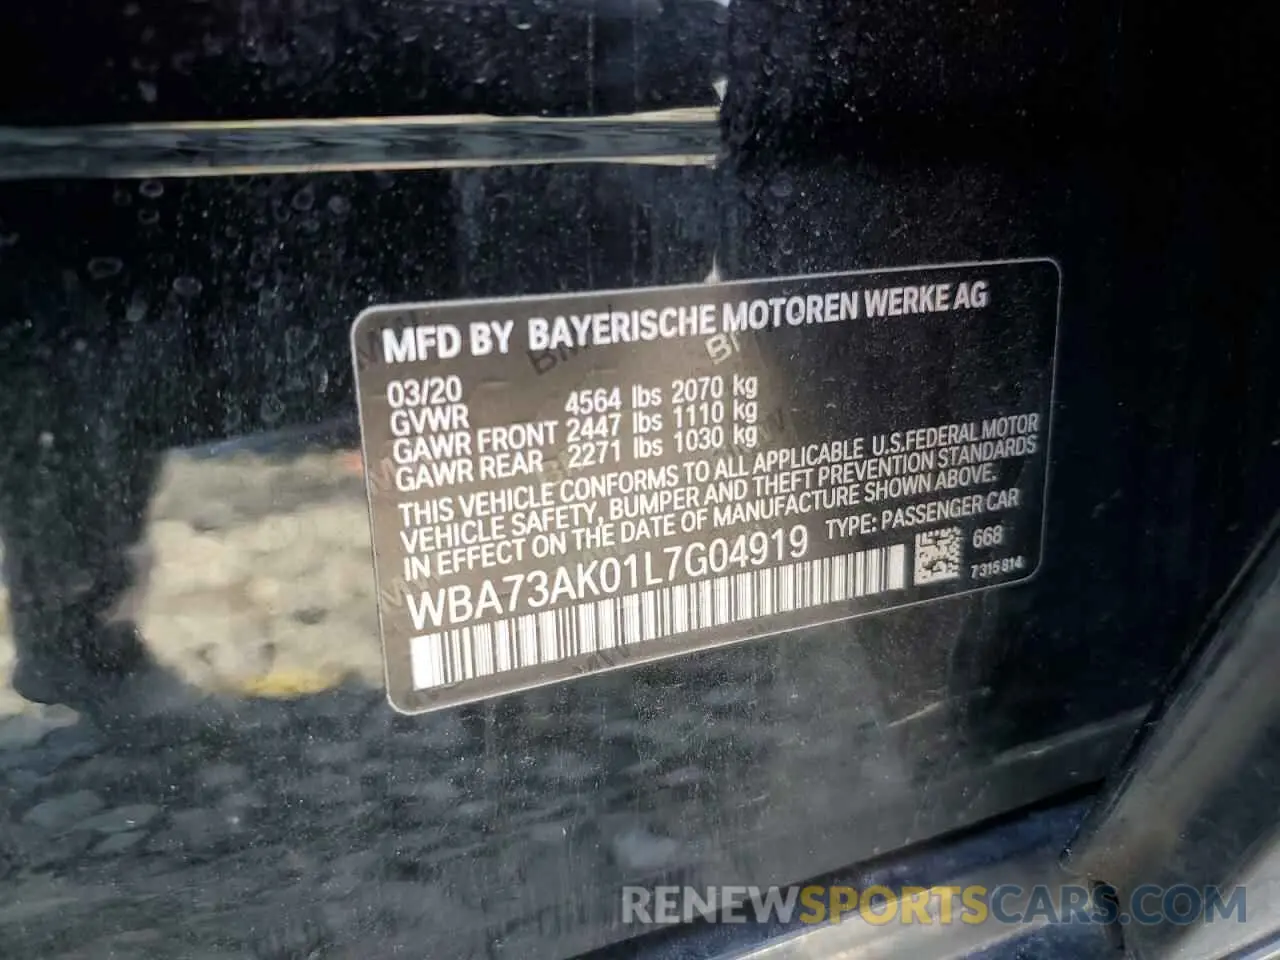 MFD BY BAYERISCHE MOTOREN WERKE AG
03/20
GVWR 4564 lbs 2070 kg
GAWR FRONT 2447 lbs 1110 kg
GAWR REAR 2271 lbs 1030 kg
THIS VEHICLE CONFORMS TO ALL APPLICABLE U.S.FEDERAL MOTOR
VEHICLE SAFETY, BUMPER AND THEFT PREVENTION STANDARDS
IN EFFECT ON THE DATE OF MANUFACTURE SHOWN ABOVE.
WBA73AK01L7G04919 TYPE: PASSENGER CAR
668
7 315 814
RENEWSPORTSCARS.COM